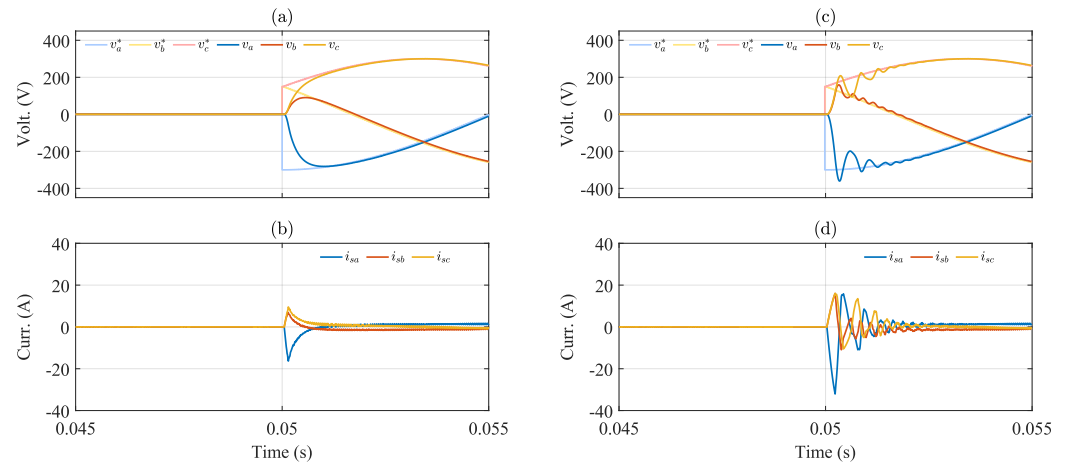 (a)
v*a v*b v*c va vb vc
400
200
0
-200
-400
Volt. (V)
(b)
isa isb isc
40
20
0
-20
-40
Curr. (A)
0.045 0.05 0.055
Time (s)
(c)
v*a v*b v*c va vb vc
400
200
0
-200
-400
Volt. (V)
(d)
isa isb isc
40
20
0
-20
-40
Curr. (A)
0.045 0.05 0.055
Time (s)